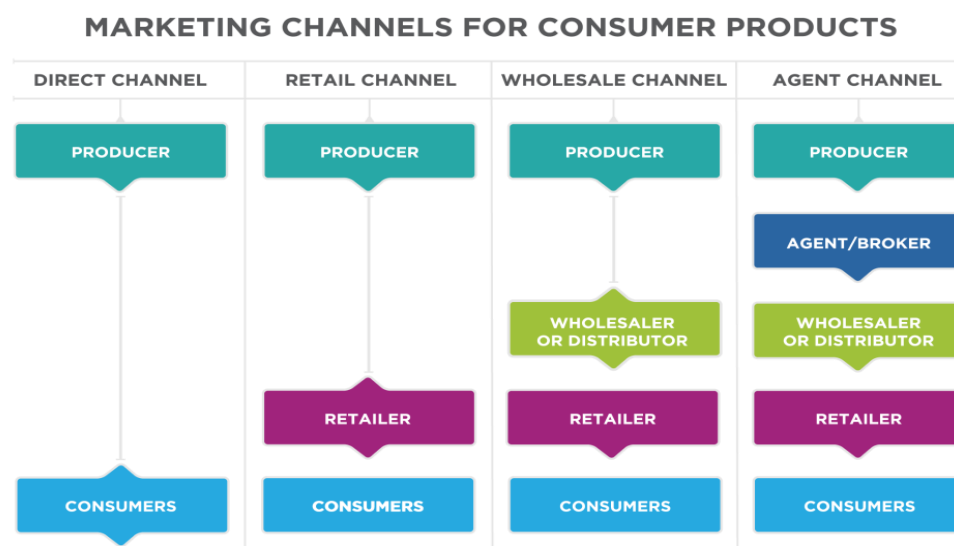 MARKETING CHANNELS FOR CONSUMER PRODUCTS
DIRECT CHANNEL
RETAIL CHANNEL
WHOLESALE CHANNEL
AGENT CHANNEL
PRODUCER
PRODUCER
PRODUCER
PRODUCER
AGENT/BROKER
WHOLESALER
OR DISTRIBUTOR
WHOLESALER
OR DISTRIBUTOR
RETAILER
RETAILER
RETAILER
CONSUMERS
CONSUMERS
CONSUMERS
CONSUMERS